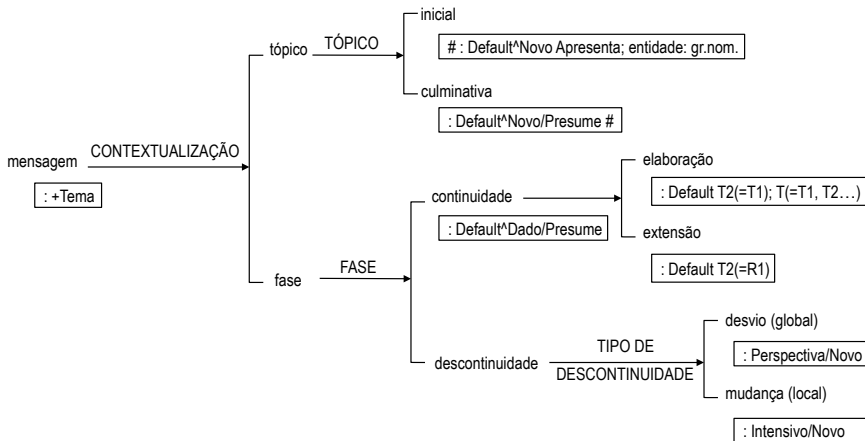 inicial
tópico TÓPICO
# : Default^Novo Apresenta; entidade: gr.nom.
culminativa
: Default^Novo/Presume #
mensagem CONTEXTUALIZAÇÃO
: +Tema
elaboração
: Default T2(=T1); T(=T1, T2…)
continuidade
: Default^Dado/Presume
extensão
: Default T2(=R1)
fase FASE
desvio (global)
: Perspectiva/Novo
descontinuidade TIPO DE
DESCONTINUIDADE
mudança (local)
: Intensivo/Novo